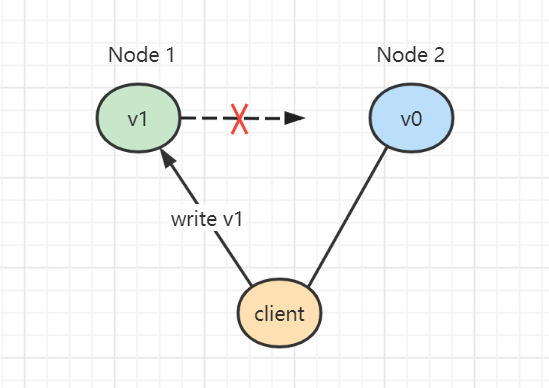 Node 1
Node 2
v1
v0
write v1
client